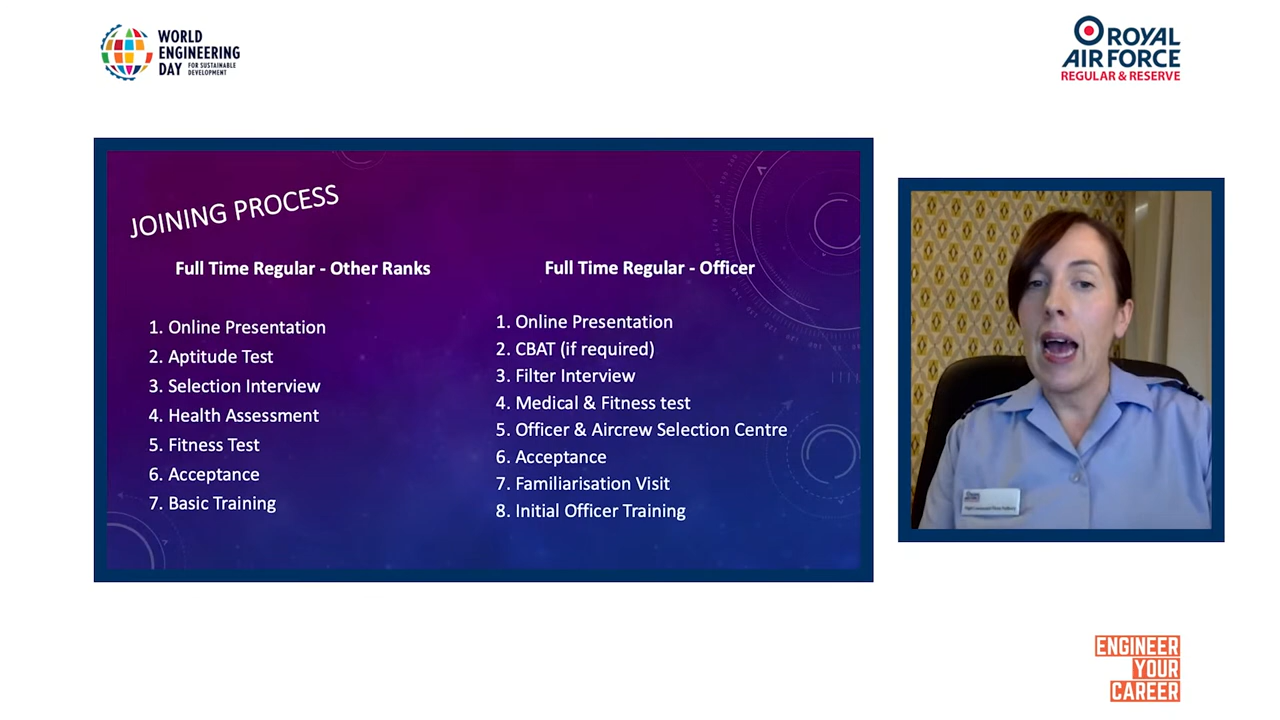 WORLD
ENGINEERING
DAY FOR SUSTAINABLE
DEVELOPMENT
ROYAL
AIR FORCE
REGULAR & RESERVE
JOINING PROCESS
Full Time Regular - Other Ranks
1. Online Presentation
2. Aptitude Test
3. Selection Interview
4. Health Assessment
5. Fitness Test
6. Acceptance
7. Basic Training
Full Time Regular - Officer
1. Online Presentation
2. CBAT (if required)
3. Filter Interview
4. Medical & Fitness test
5. Officer & Aircrew Selection Centre
6. Acceptance
7. Familiarisation Visit
8. Initial Officer Training
ENGINEER
YOUR
CAREER